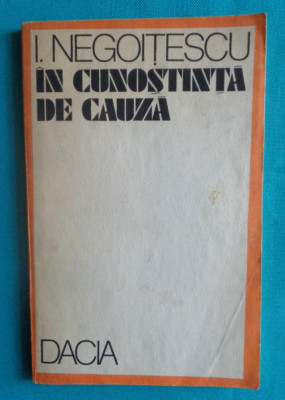 I. NEGOIȚESCU
ÎN CUNOȘTINȚĂ
DE CAUZĂ
DACIA